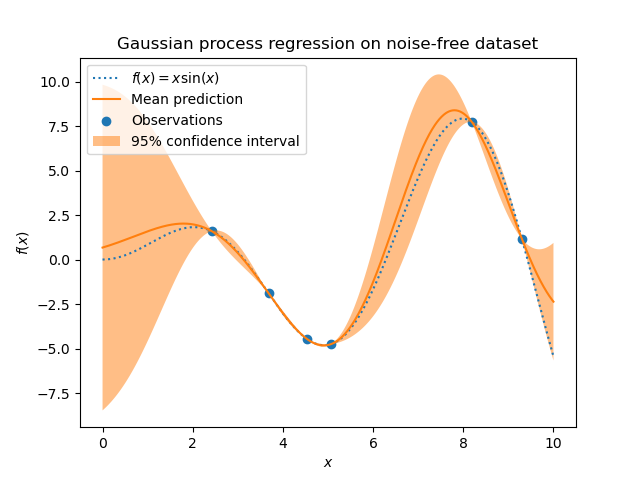 Gaussian process regression on noise-free dataset
f(x) = x sin(x)
Mean prediction
Observations
95% confidence interval
10.0
7.5
5.0
2.5
0.0
−2.5
−5.0
−7.5
f(x)
0 2 4 6 8 10
x